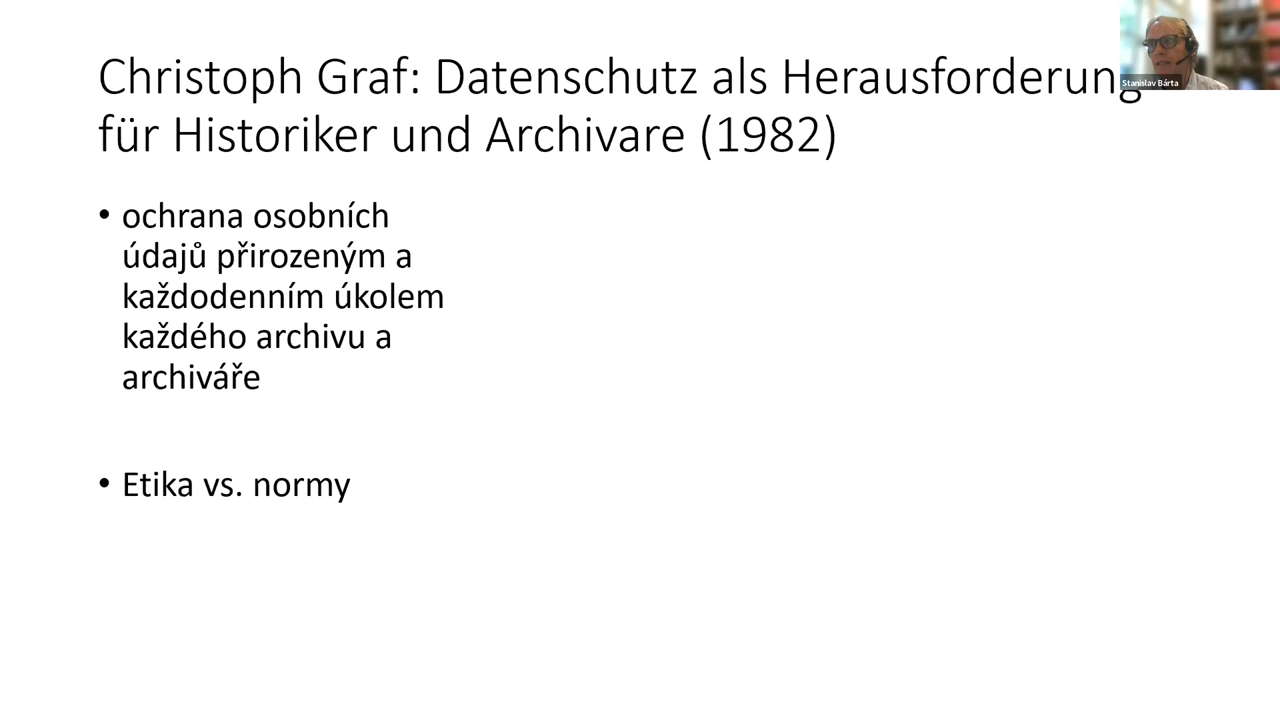 Christoph Graf: Datenschutz als Herausforderung
für Historiker und Archivare (1982)
Stanislav Bárta
• ochrana osobních
údajů přirozeným a
každodenním úkolem
každého archivu a
archiváře
• Etika vs. normy